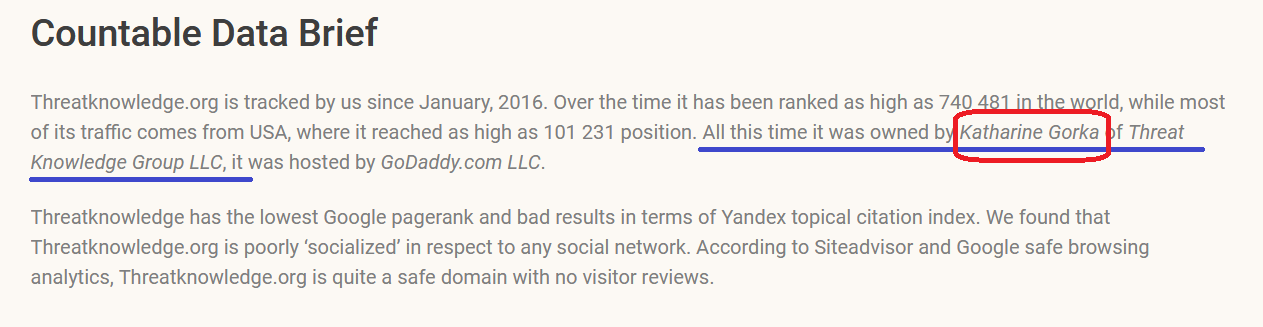 Countable Data Brief
Threatknowledge.org is tracked by us since January, 2016. Over the time it has been ranked as high as 740 481 in the world, while most
of its traffic comes from USA, where it reached as high as 101 231 position. All this time it was owned by Katharine Gorka of Threat
Knowledge Group LLC, it was hosted by GoDaddy.com LLC.
Threatknowledge has the lowest Google pagerank and bad results in terms of Yandex topical citation index. We found that
Threatknowledge.org is poorly ‘socialized’ in respect to any social network. According to Siteadvisor and Google safe browsing
analytics, Threatknowledge.org is quite a safe domain with no visitor reviews.